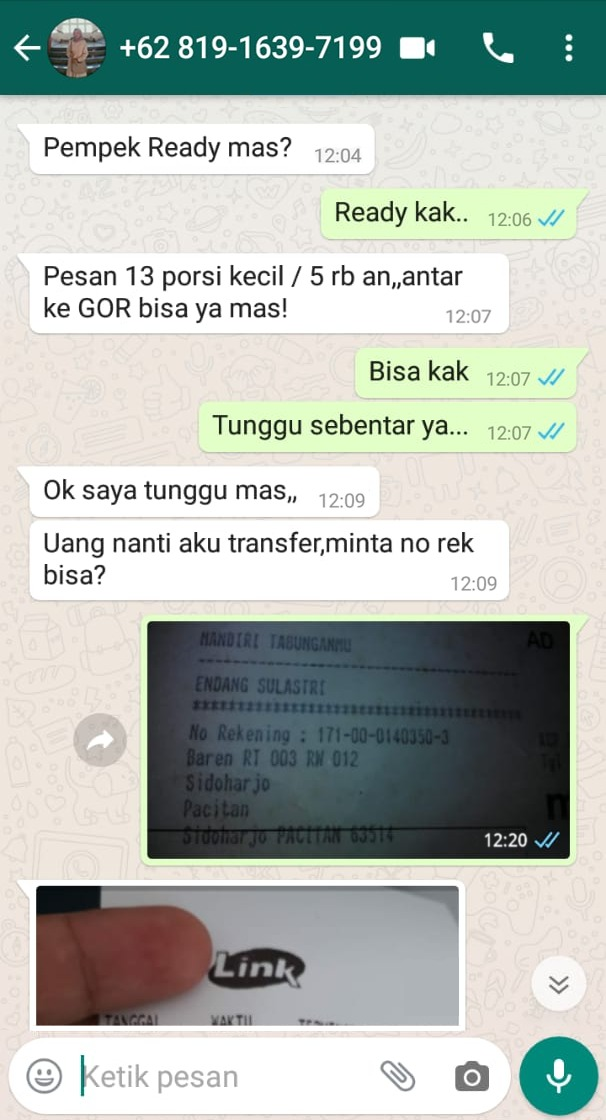 +62 819-1639-7199
Pempek Ready mas? 12:04
Ready kak.. 12:06
Pesan 13 porsi kecil / 5 rb an,,antar
ke GOR bisa ya mas! 12:07
Bisa kak 12:07
Tunggu sebentar ya... 12:07
Ok saya tunggu mas,, 12:09
Uang nanti aku transfer,minta no rek
bisa? 12:09
MANDIRI TABUNGANMU
AD
ENDANG SULASTRI
No Rekening : 171-00-0140350-3
Baren RT 003 RW 012
Sidoharjo
Pacitan
Sidoharjo PACITAN 63514
12:20
Link
TANGGAL WAKTU
Ketik pesan